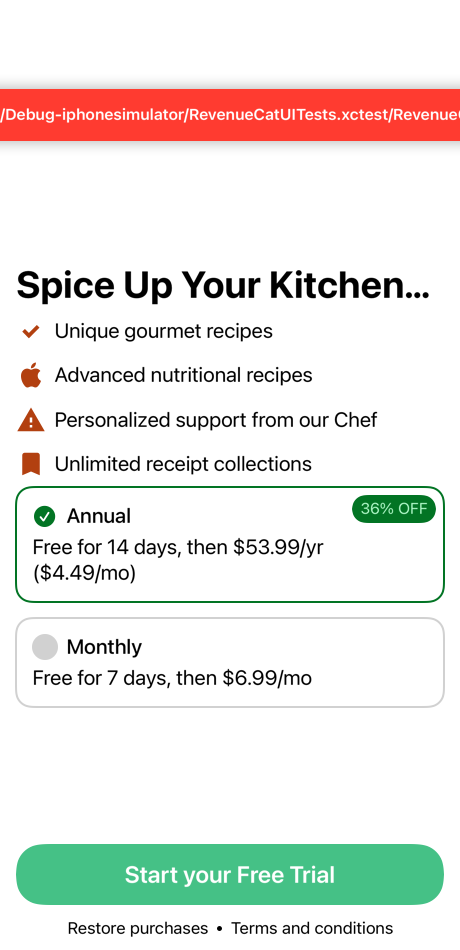 /Debug-iphonesimulator/RevenueCatUITests.xctest/Revenue
Spice Up Your Kitchen...
Unique gourmet recipes
Advanced nutritional recipes
Personalized support from our Chef
Unlimited receipt collections
Annual
36% OFF
Free for 14 days, then $53.99/yr
($4.49/mo)
Monthly
Free for 7 days, then $6.99/mo
Start your Free Trial
Restore purchases • Terms and conditions